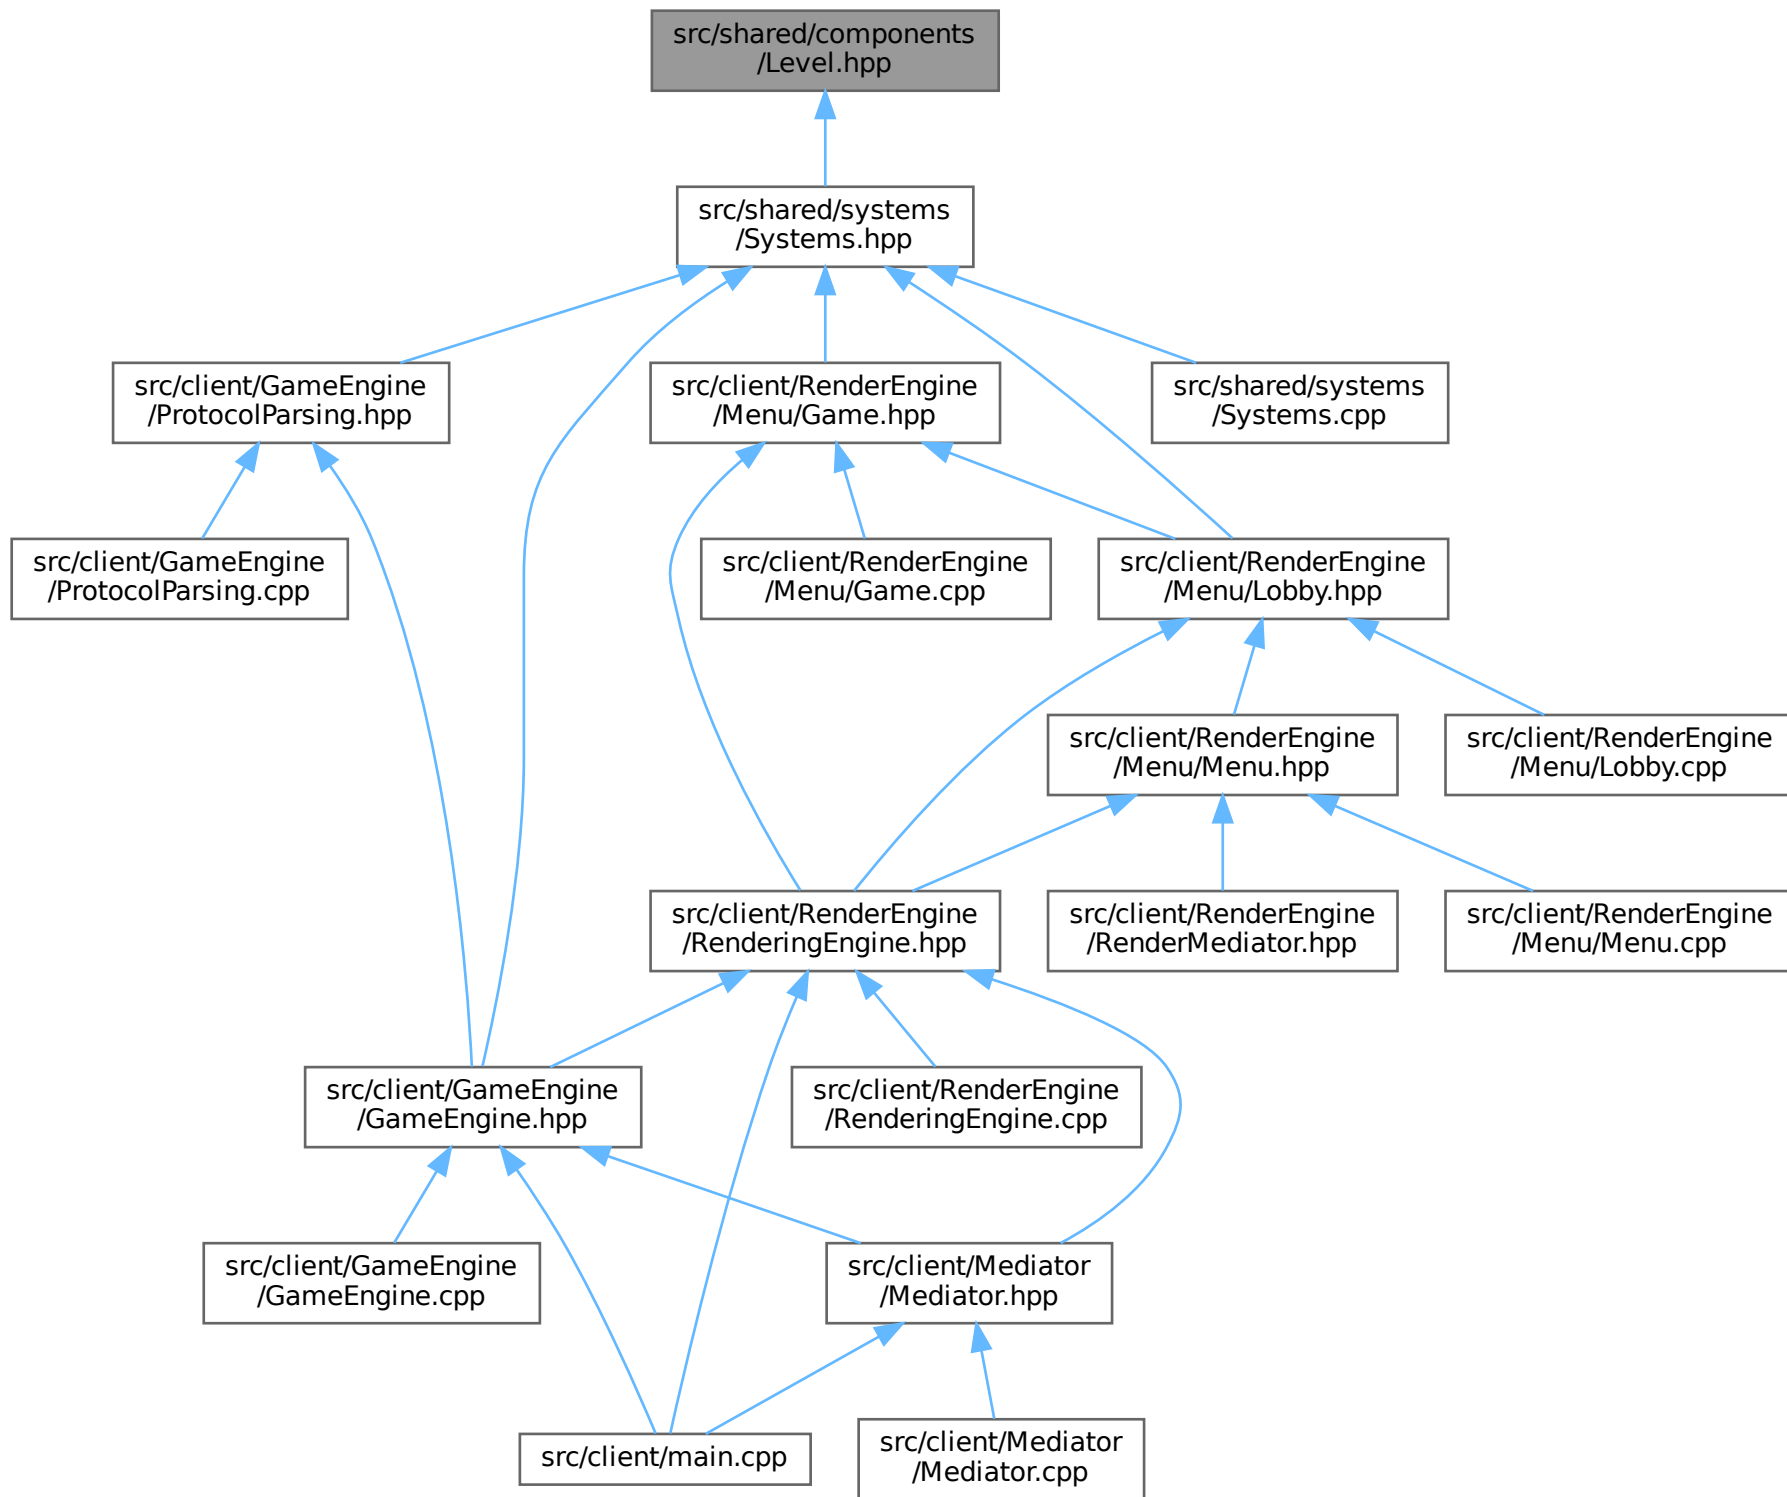 src/shared/components
/Level.hpp
src/shared/systems
/Systems.hpp
src/client/GameEngine
/ProtocolParsing.hpp
src/client/RenderEngine
/Menu/Game.hpp
src/shared/systems
/Systems.cpp
src/client/GameEngine
/ProtocolParsing.cpp
src/client/RenderEngine
/Menu/Game.cpp
src/client/RenderEngine
/Menu/Lobby.hpp
src/client/RenderEngine
/Menu/Menu.hpp
src/client/RenderEngine
/Menu/Lobby.cpp
src/client/RenderEngine
/RenderingEngine.hpp
src/client/RenderEngine
/RenderMediator.hpp
src/client/RenderEngine
/Menu/Menu.cpp
src/client/GameEngine
/GameEngine.hpp
src/client/RenderEngine
/RenderingEngine.cpp
src/client/GameEngine
/GameEngine.cpp
src/client/Mediator
/Mediator.hpp
src/client/main.cpp
src/client/Mediator
/Mediator.cpp